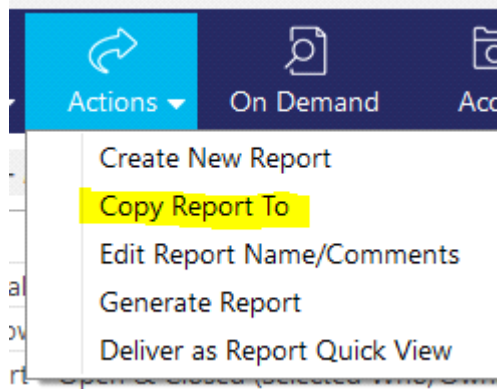 Actions
On Demand
Create New Report
Copy Report To
Edit Report Name/Comments
Generate Report
Deliver as Report Quick View